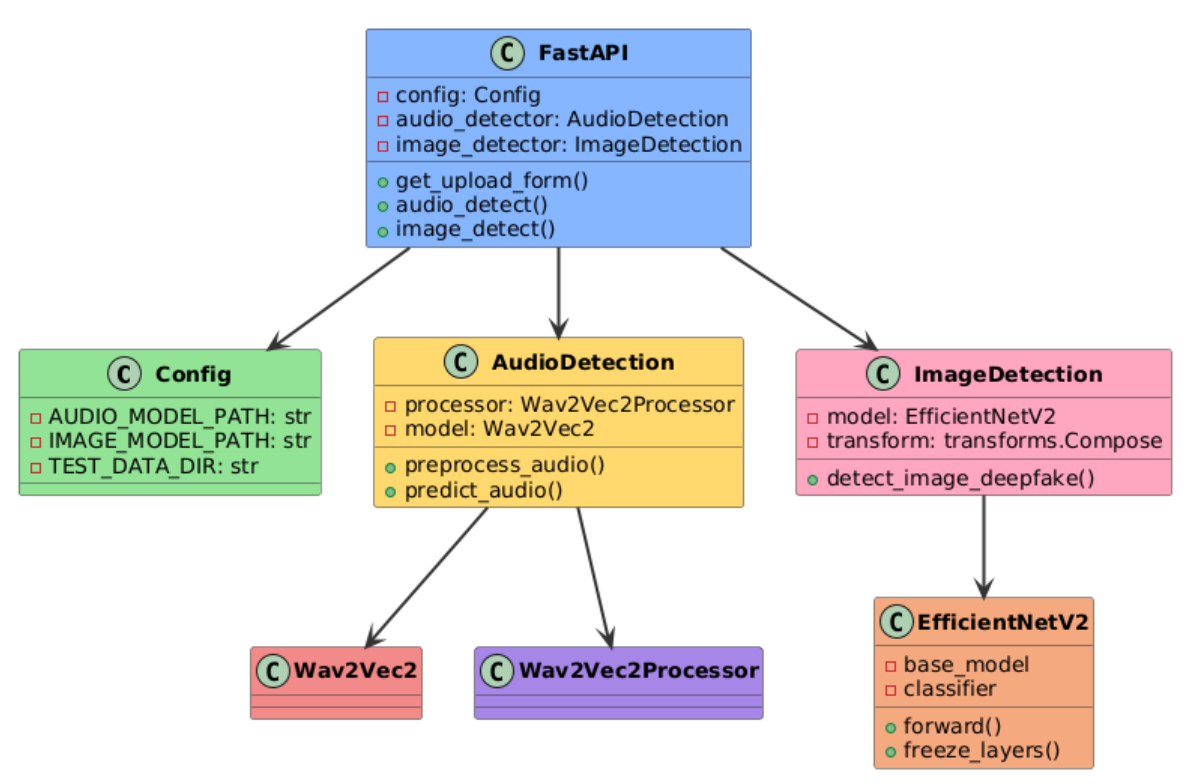 C FastAPI
config: Config
audio_detector: AudioDetection
image_detector: ImageDetection
get_upload_form()
audio_detect()
image_detect()
C Config
AUDIO_MODEL_PATH: str
IMAGE_MODEL_PATH: str
TEST_DATA_DIR: str
C AudioDetection
processor: Wav2Vec2Processor
model: Wav2Vec2
preprocess_audio()
predict_audio()
C ImageDetection
model: EfficientNetV2
transform: transforms.Compose
detect_image_deepfake()
C Wav2Vec2
C Wav2Vec2Processor
C EfficientNetV2
base_model
classifier
forward()
freeze_layers()